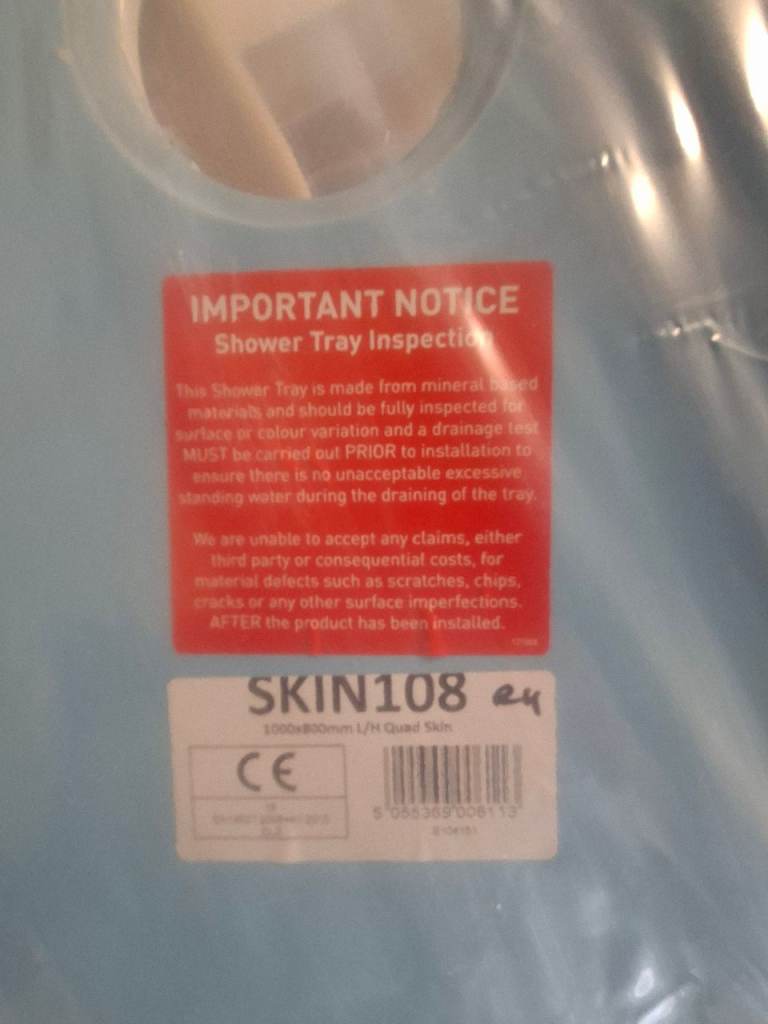 IMPORTANT NOTICE
Shower Tray Inspection
This Shower Tray is made from mineral based
materials and should be fully inspected for
surface or colour variation and a drainage test
MUST be carried out PRIOR to installation to
ensure there is no unacceptable excessive
standing water during the draining of the tray.
We are unable to accept any claims, either
third party or consequential costs, for
material defects such as scratches, chips,
cracks or any other surface imperfections.
AFTER the product has been installed.
SKIN108
1000x800mm L/H Quad Skin
CE
5 055369 008113